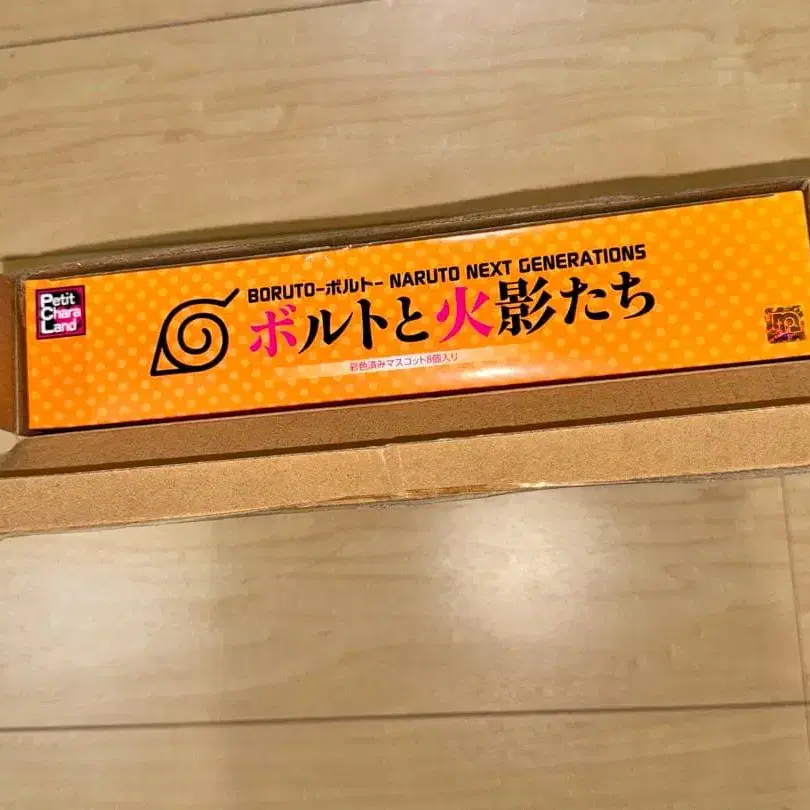 Petit
Chara
Land
BORUTO-ボルト- NARUTO NEXT GENERATIONS
ボルトと火影たち
彩色済みマスコット8個入り